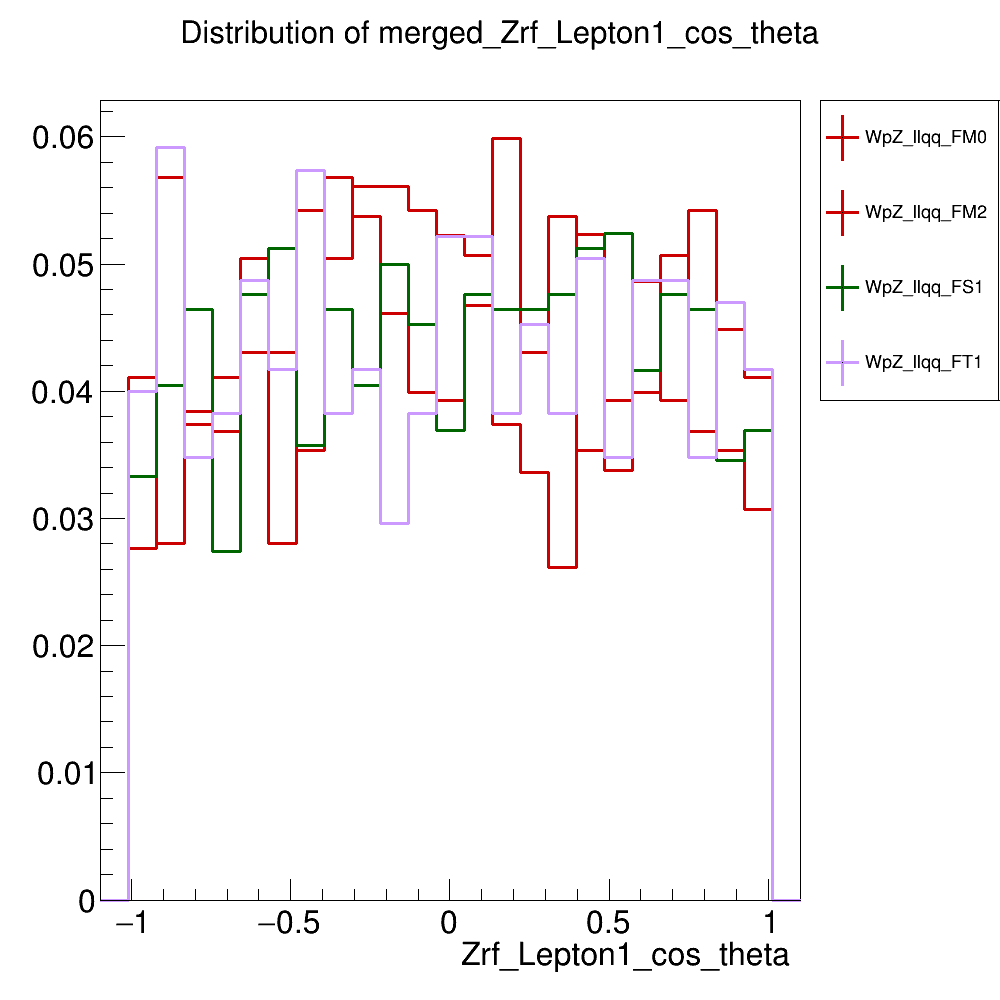 Distribution of merged_Zrf_Lepton1_cos_theta
WpZ_llqq_FM0
WpZ_llqq_FM2
WpZ_llqq_FS1
WpZ_llqq_FT1
0.06
0.05
0.04
0.03
0.02
0.01
0
−1 −0.5 0 0.5 1
Zrf_Lepton1_cos_theta